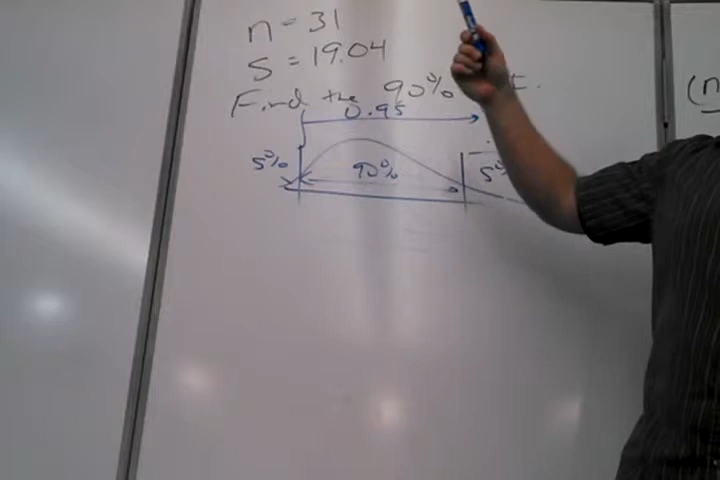 n = 31
s = 19.04
Find the 90%
0.95
5% 90% 5%
(n